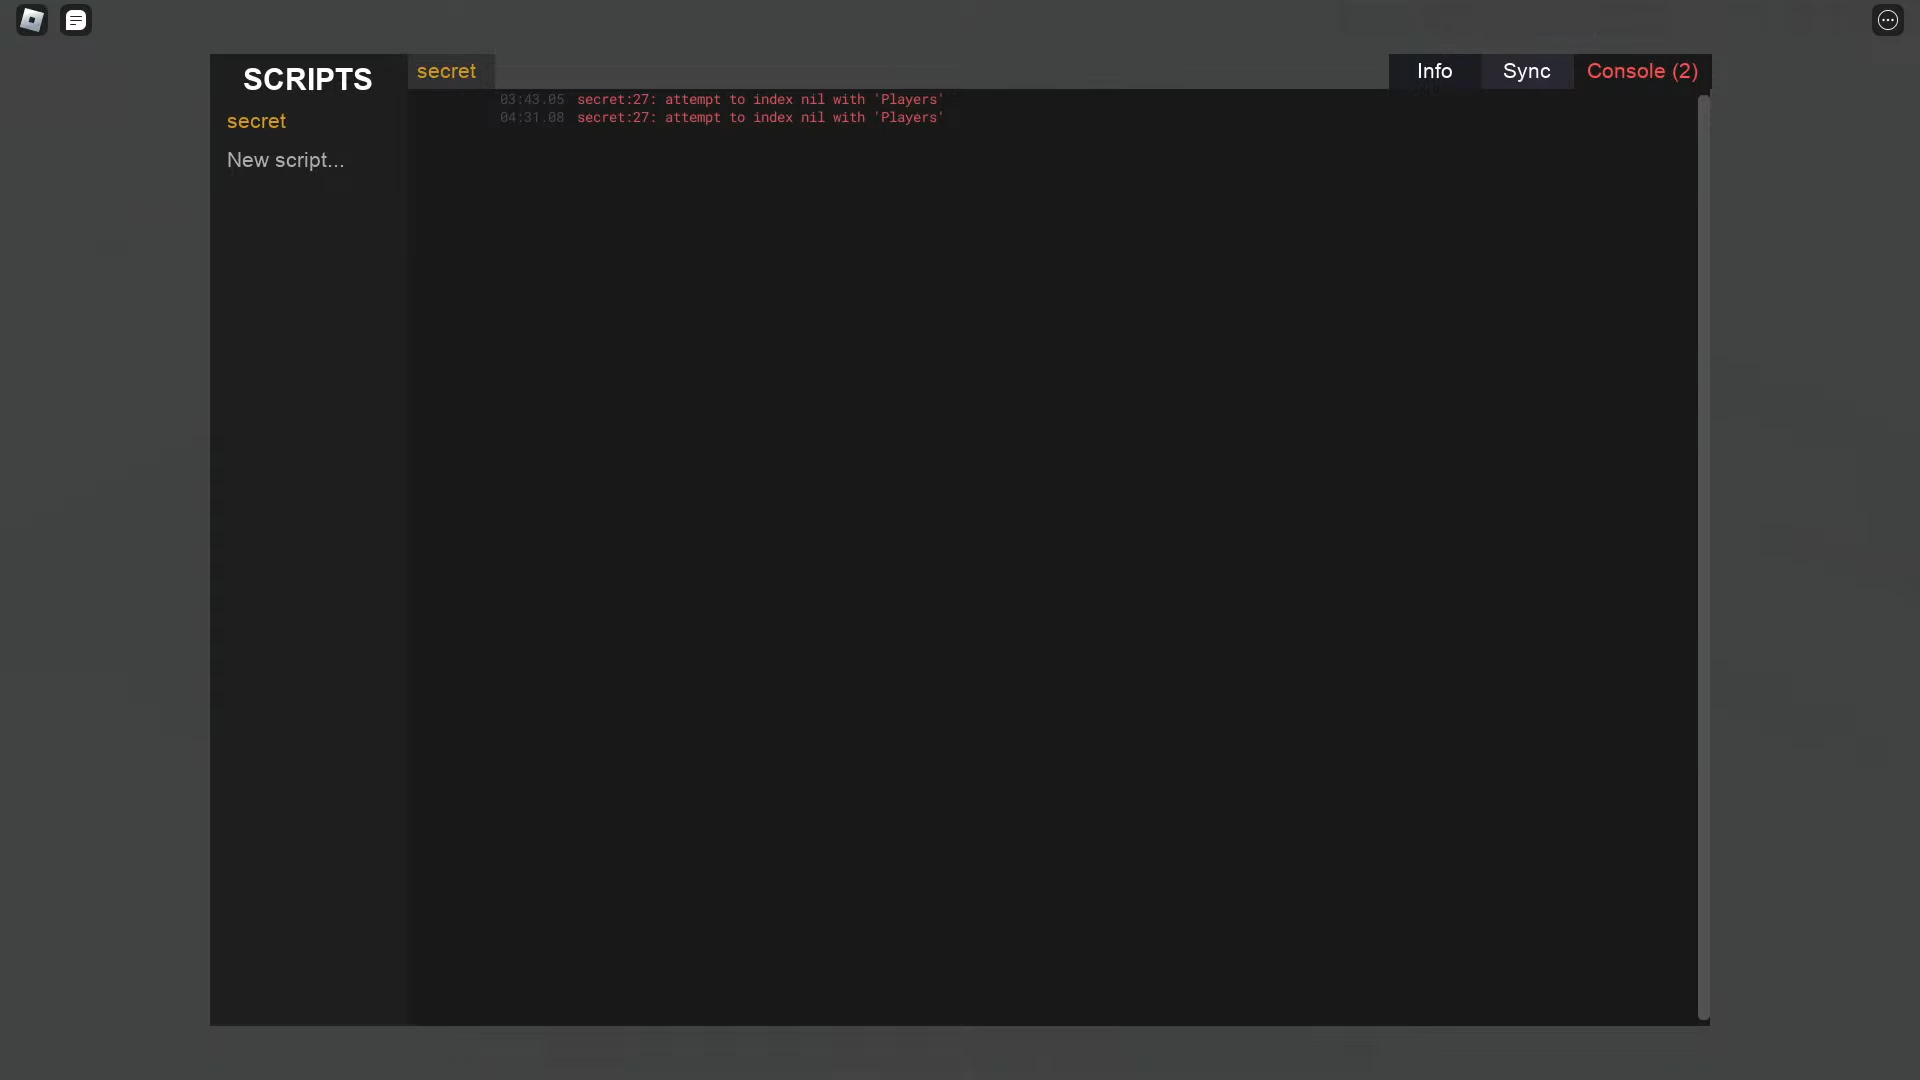 SCRIPTS
secret
New script...
secret
Info
Sync
Console (2)
03:43.05 secret:27: attempt to index nil with 'Players'
04:31.08 secret:27: attempt to index nil with 'Players'